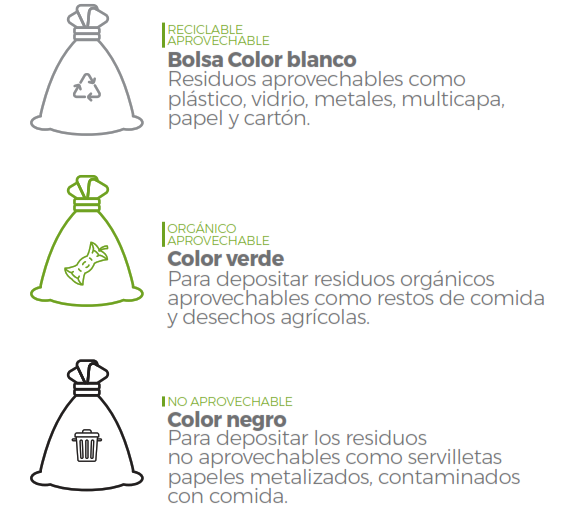 RECICLABLE
APROVECHABLE
Bolsa Color blanco
Residuos aprovechables como
plástico, vidrio, metales, multicapa,
papel y cartón.
ORGÁNICO
APROVECHABLE
Color verde
Para depositar residuos orgánicos
aprovechables como restos de comida
y desechos agrícolas.
NO APROVECHABLE
Color negro
Para depositar los residuos
no aprovechables como servilletas
papeles metalizados, contaminados
con comida.